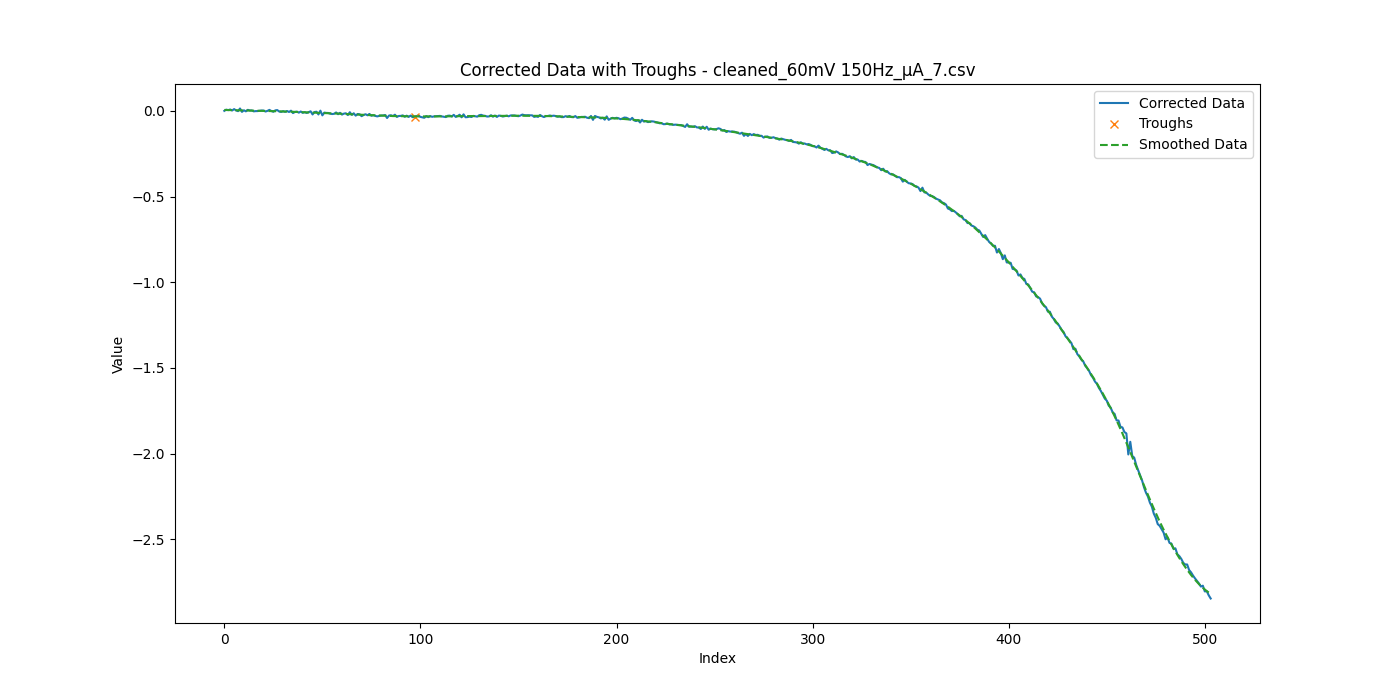 Corrected Data with Troughs - cleaned_60mV 150Hz_µA_7.csv
Corrected Data
Troughs
Smoothed Data
Value
0.0
−0.5
−1.0
−1.5
−2.0
−2.5
0 100 200 300 400 500
Index